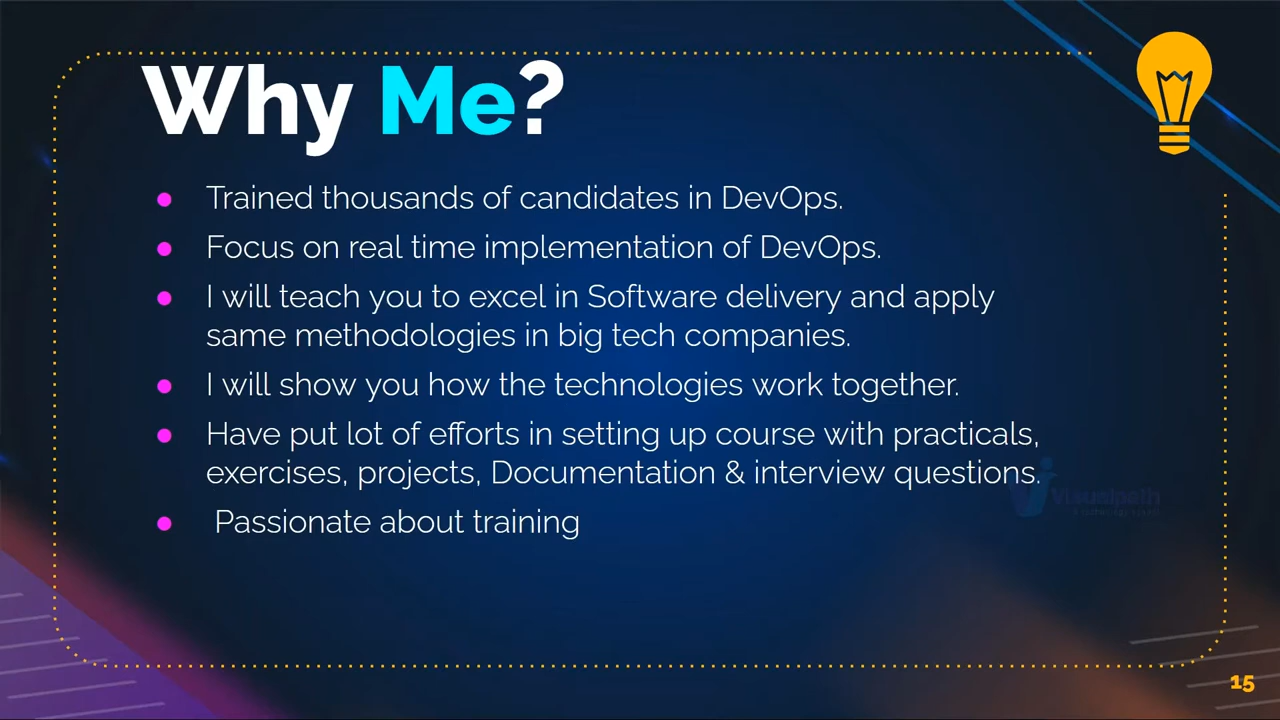 Why Me?
Trained thousands of candidates in DevOps.
Focus on real time implementation of DevOps.
I will teach you to excel in Software delivery and apply
same methodologies in big tech companies.
I will show you how the technologies work together.
Have put lot of efforts in setting up course with practicals,
exercises, projects, Documentation & interview questions.
Passionate about training
Visualpath
15